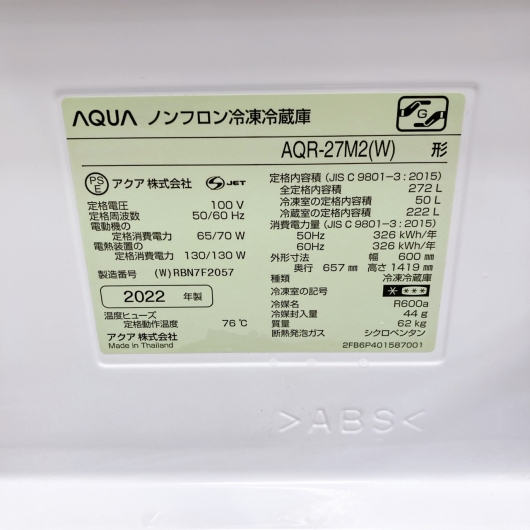 AQUA ノンフロン冷凍冷蔵庫
G
AQR-27M2(W) 形
PSE アクア 株式会社 S JET
定格電圧 100 V
定格周波数 50/60 Hz
電動機の
定格消費電力 65/70 W
電熱装置の
定格消費電力 130/130 W
製造番号 (W)RBN7F2057
2022 年製
温度ヒューズ
定格動作温度 76℃
アクア 株式会社
Made in Thailand
定格内容積 (JIS C 9801-3 : 2015)
全定格内容積 272 L
冷凍室の定格内容積 50 L
冷蔵室の定格内容積 222 L
消費電力量 (JIS C 9801-3 : 2015)
50Hz 326 kWh/年
60Hz 326 kWh/年
外形寸法 幅 600 mm
奥行 657 mm 高さ 1419 mm
種類 冷凍冷蔵庫
冷凍室の記号 * ***
冷媒名 R600a
冷媒封入量 44 g
質量 62 kg
断熱発泡ガス シクロペンタン
2FB6P401587001
>ABS<